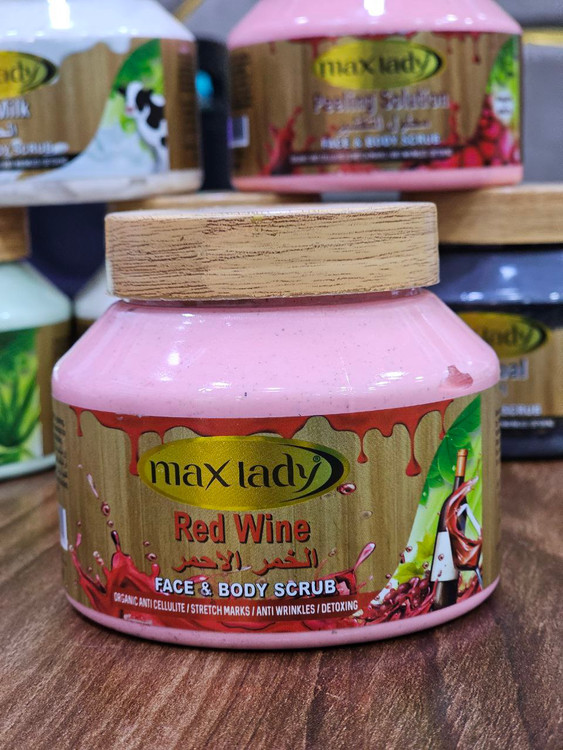 max lady
Milk
max lady
Peeling Solution
FACE & BODY SCRUB
max lady®
Red Wine
الخمر الاحمر
FACE & BODY SCRUB
ORGANIC ANTI CELLULITE / STRETCH MARKS / ANTI WRINKLES / DETOXING